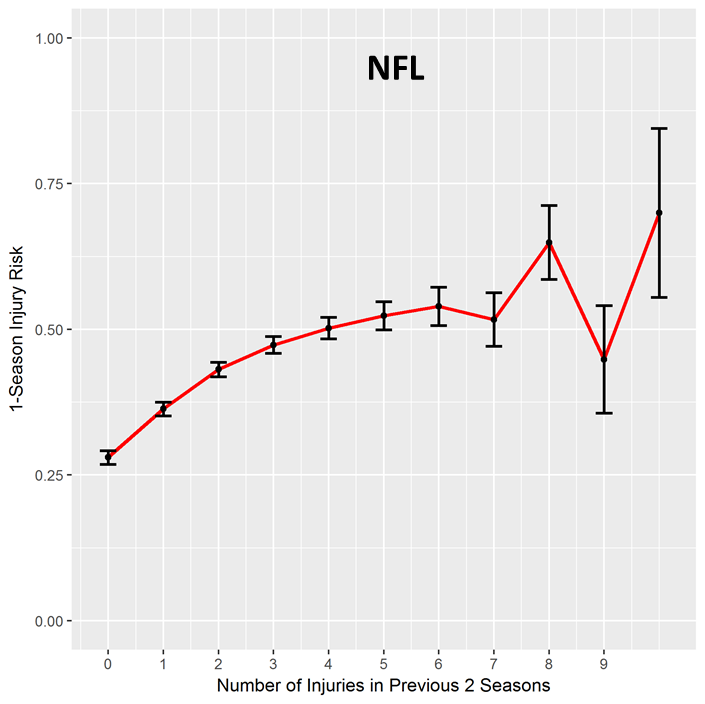 NFL
1-Season Injury Risk
1.00
0.75
0.50
0.25
0.00
0 1 2 3 4 5 6 7 8 9
Number of Injuries in Previous 2 Seasons